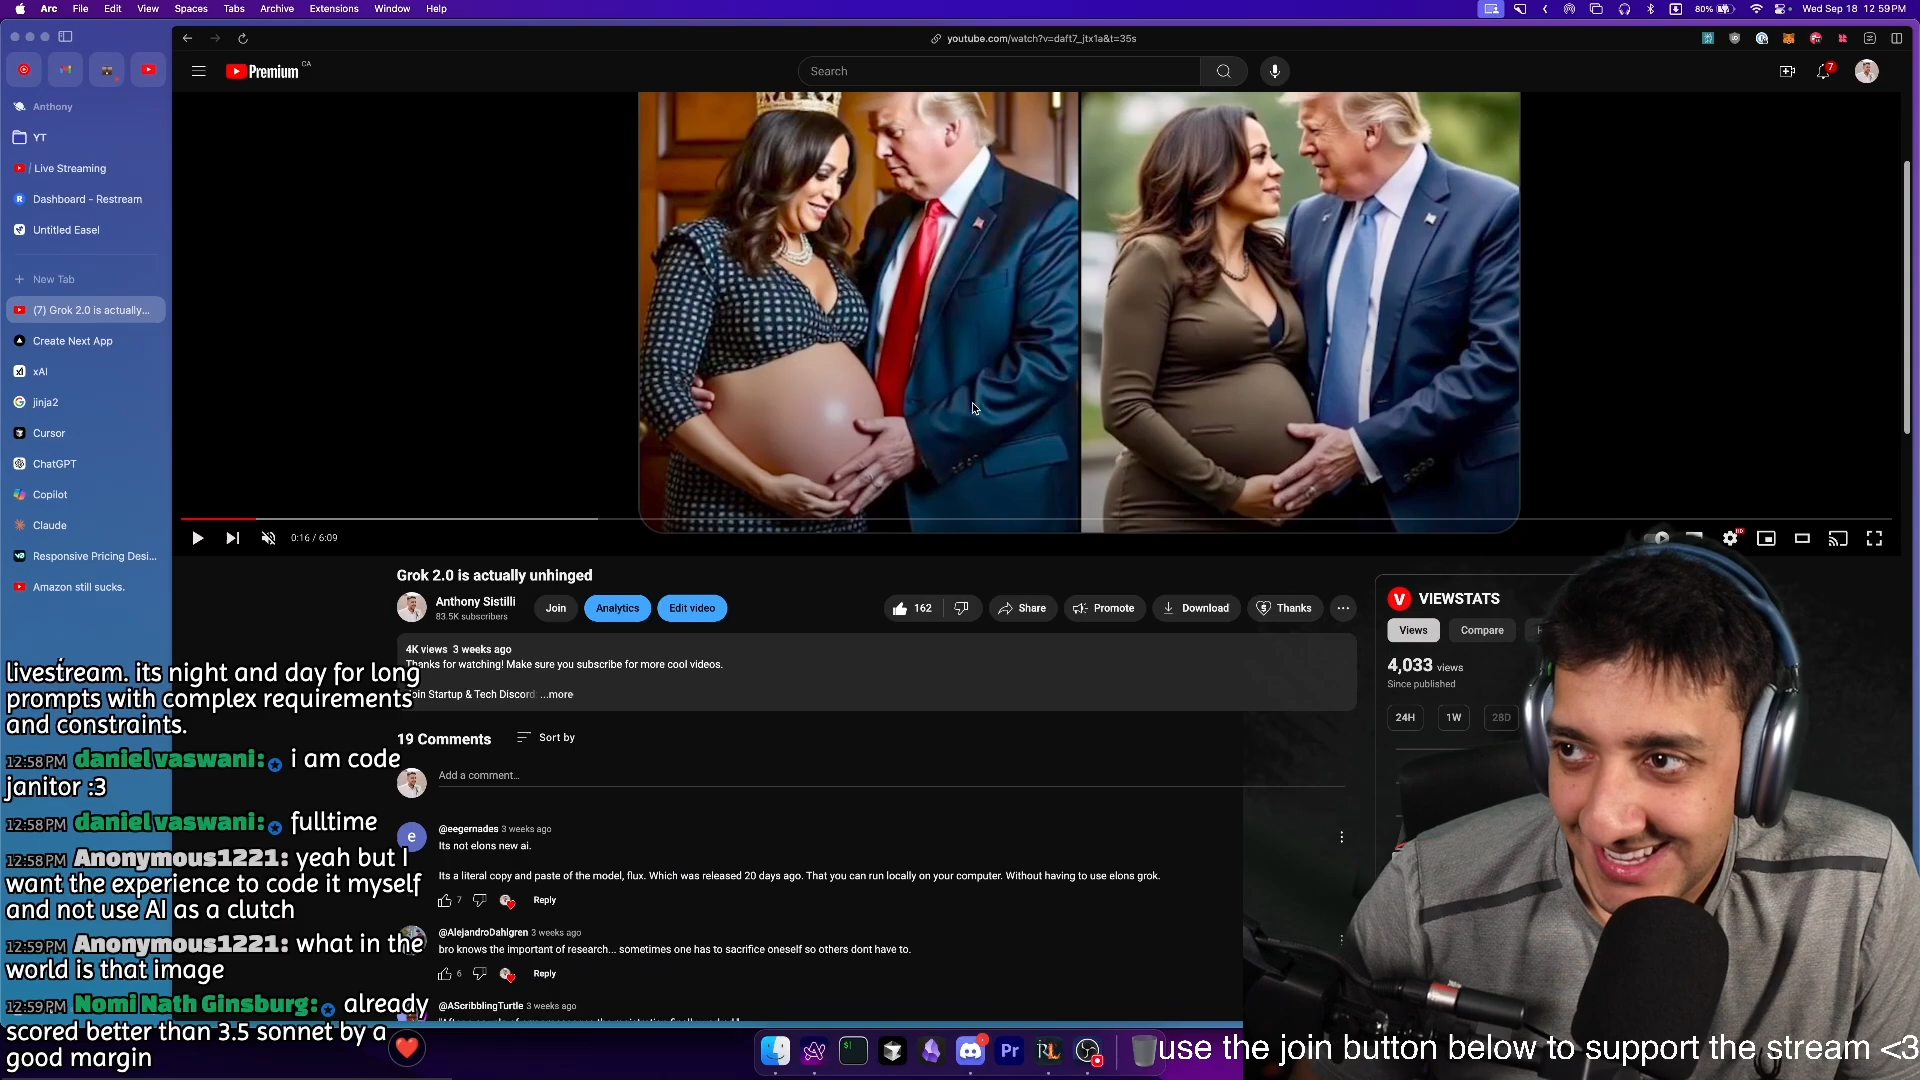 Arc File Edit View Spaces Tabs Archive Extensions Window Help
80% Wed Sep 18 12:59 PM
youtube.com/watch?v=daft7_jtx1a&t=35s
Premium CA
Search
7
Anthony
YT
/ Live Streaming
Dashboard - Restream
Untitled Easel
New Tab
(7) Grok 2.0 is actually...
Create Next App
xAI
jinja2
Cursor
ChatGPT
Copilot
Claude
Responsive Pricing Desi...
Amazon still sucks.
0:16 / 6:09
HD
Grok 2.0 is actually unhinged
Anthony Sistilli
83.5K subscribers
Join
Analytics
Edit video
162
Share
Promote
Download
Thanks
4K views 3 weeks ago
Thanks for watching! Make sure you subscribe for more cool videos.
Join Startup & Tech Discord: ...more
19 Comments
Sort by
Add a comment...
@eegernades 3 weeks ago
Its not elons new ai.
Its a literal copy and paste of the model, flux. Which was released 20 days ago. That you can run locally on your computer. Without having to use elons grok.
7 Reply
@AlejandroDahlgren 3 weeks ago
bro knows the important of research... sometimes one has to sacrifice oneself so others dont have to.
6 Reply
@AScribblingTurtle 3 weeks ago
VIEWSTATS
Views
Compare
4,033 views
Since published
24H
1W
28D
livestream. its night and day for long
prompts with complex requirements
and constraints.
12:58PM daniel vaswani: i am code
janitor :3
12:58PM daniel vaswani: fulltime
12:58PM Anonymous1221: yeah but I
want the experience to code it myself
and not use AI as a clutch
12:59PM Anonymous1221: what in the
world is that image
12:59PM Nomi Nath Ginsburg: already
scored better than 3.5 sonnet by a
good margin
Pr
use the join button below to support the stream <3